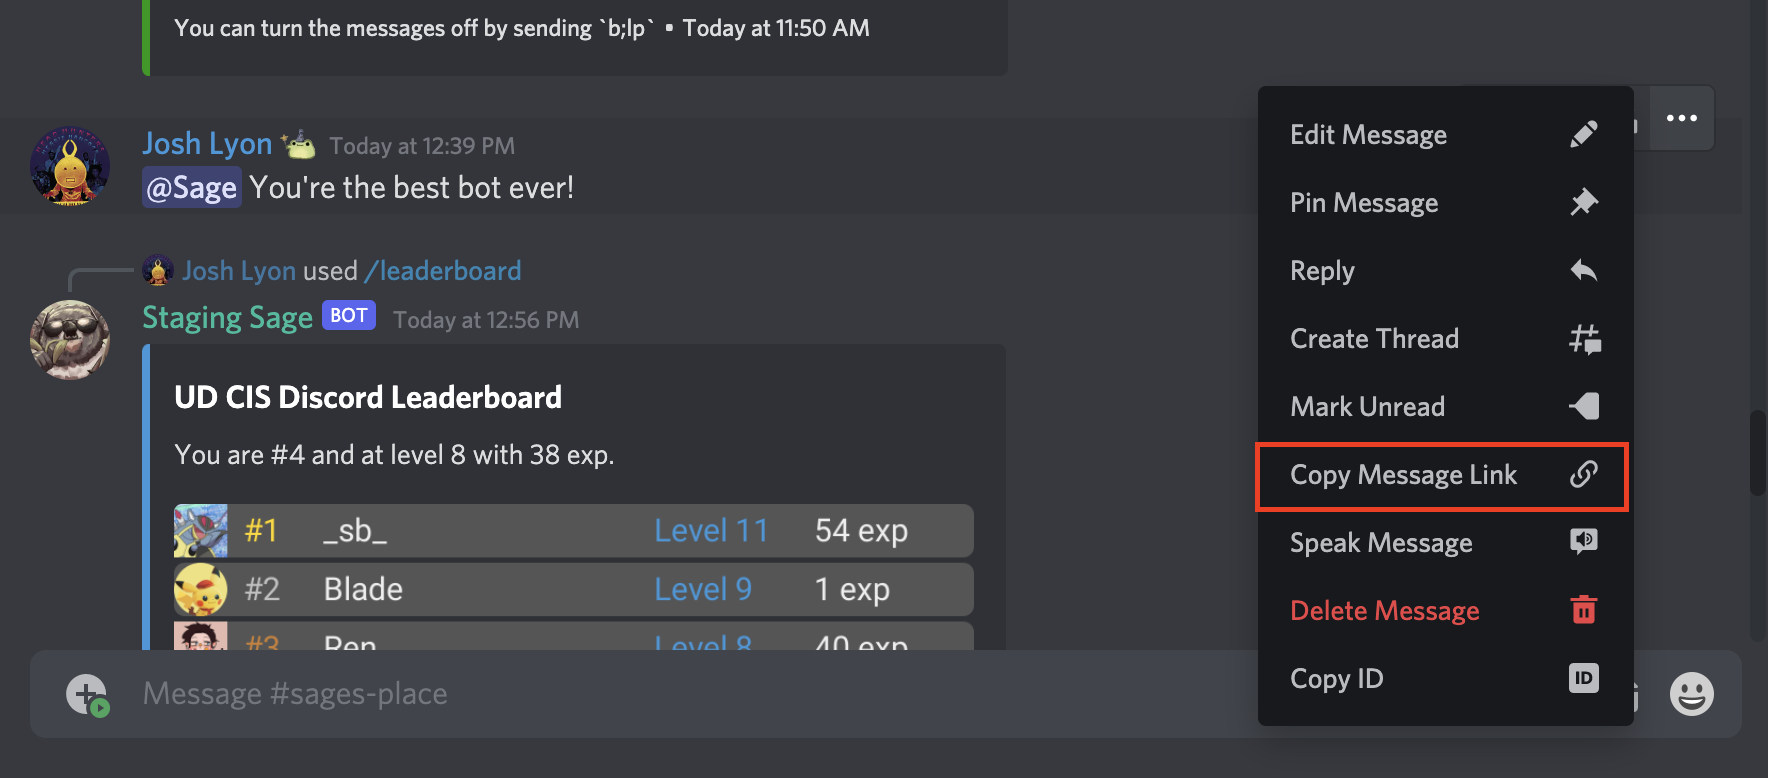 You can turn the messages off by sending `b;lp` • Today at 11:50 AM
Josh Lyon Today at 12:39 PM
@Sage You're the best bot ever!
Josh Lyon used /leaderboard
Staging Sage BOT Today at 12:56 PM
UD CIS Discord Leaderboard
You are #4 and at level 8 with 38 exp.
#1 _sb_ Level 11 54 exp
#2 Blade Level 9 1 exp
#3 Ren Level 8 40 exp
Message #sages-place
Edit Message
Pin Message
Reply
Create Thread
Mark Unread
Copy Message Link
Speak Message
Delete Message
Copy ID
ID